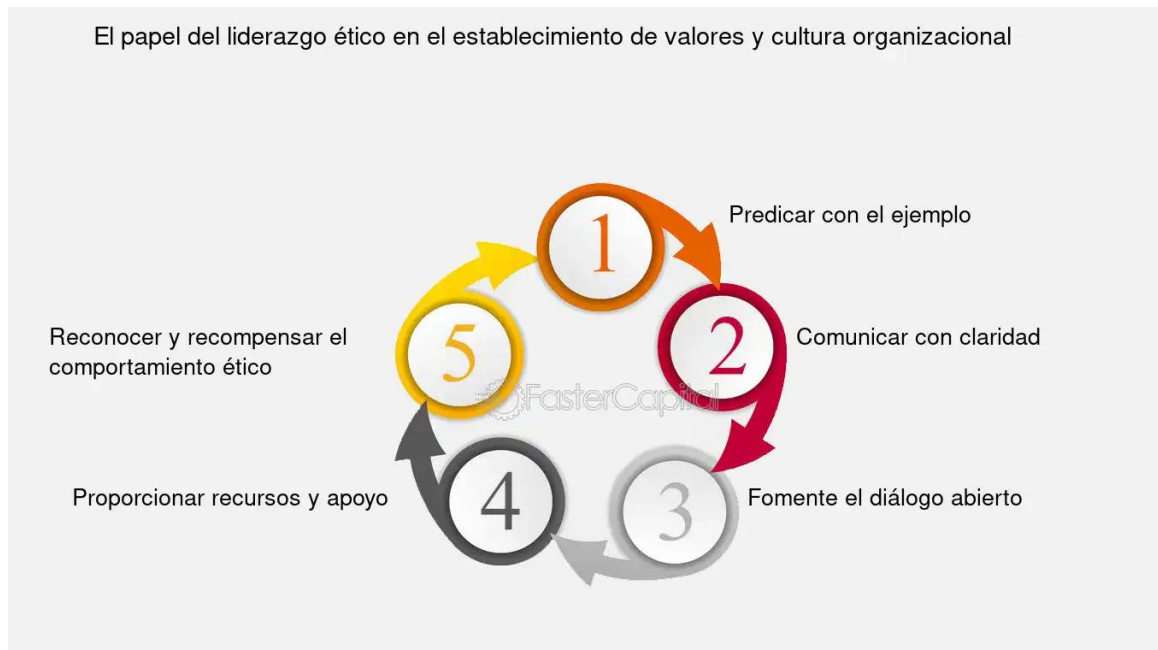 El papel del liderazgo ético en el establecimiento de valores y cultura organizacional
1
Predicar con el ejemplo
2
Comunicar con claridad
3
Fomente el diálogo abierto
4
Proporcionar recursos y apoyo
5
Reconocer y recompensar el
comportamiento ético
FasterCapital